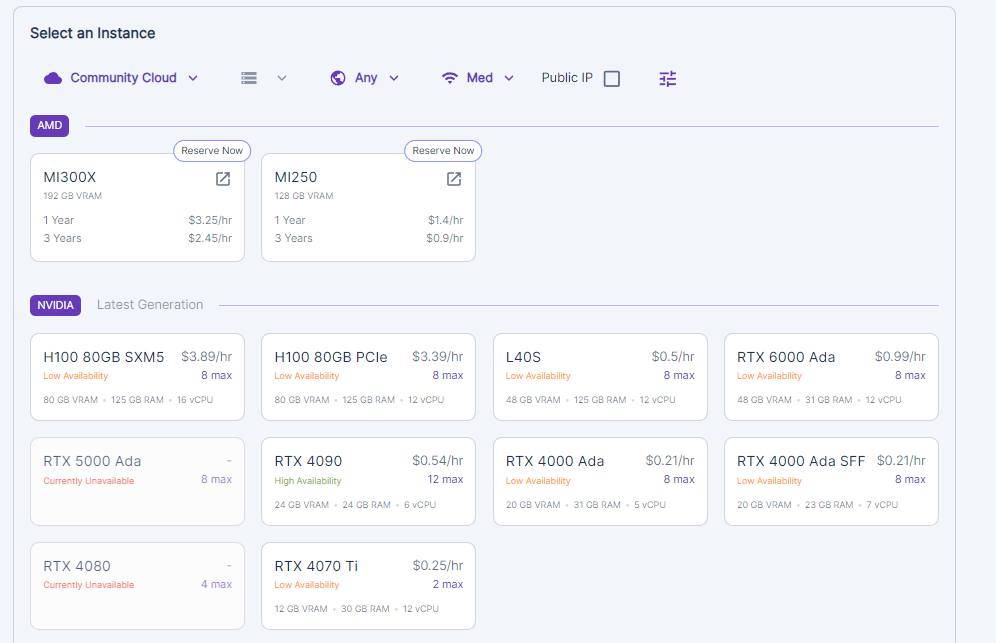 Select an Instance
Community Cloud Any Med Public IP
AMD
Reserve Now Reserve Now
MI300X MI250
192 GB VRAM 128 GB VRAM
1 Year $3.25/hr 1 Year $1.4/hr
3 Years $2.45/hr 3 Years $0.9/hr
NVIDIA Latest Generation
H100 80GB SXM5 $3.89/hr H100 80GB PCIe $3.39/hr L40S $0.5/hr RTX 6000 Ada $0.99/hr
Low Availability 8 max Low Availability 8 max Low Availability 8 max Low Availability 8 max
80 GB VRAM • 125 GB RAM • 16 vCPU 80 GB VRAM • 125 GB RAM • 12 vCPU 48 GB VRAM • 125 GB RAM • 12 vCPU 48 GB VRAM • 31 GB RAM • 12 vCPU
RTX 5000 Ada - RTX 4090 $0.54/hr RTX 4000 Ada $0.21/hr RTX 4000 Ada SFF $0.21/hr
Currently Unavailable 8 max High Availability 12 max Low Availability 8 max Low Availability 8 max
24 GB VRAM • 24 GB RAM • 6 vCPU 20 GB VRAM • 31 GB RAM • 5 vCPU 20 GB VRAM • 23 GB RAM • 7 vCPU
RTX 4080 - RTX 4070 Ti $0.25/hr
Currently Unavailable 4 max Low Availability 2 max
12 GB VRAM • 30 GB RAM • 12 vCPU